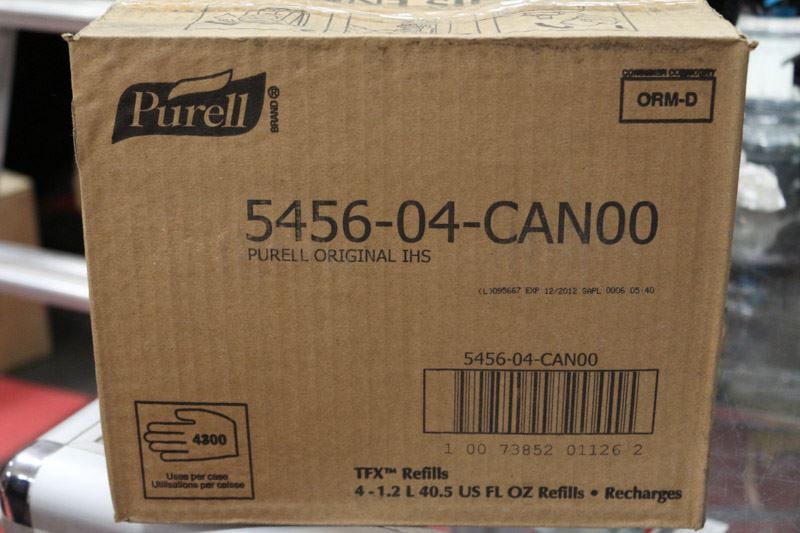 Purell
BRAND®
CONSUMER COMMODITY
ORM-D
5456-04-CAN00
PURELL ORIGINAL IHS
(L)095667 EXP 12/2012 SAPL 0006 05:40
5456-04-CAN00
1 00 73852 01126 2
4300
Uses per case
Utilisations par caisse
TFX™ Refills
4 - 1.2 L 40.5 US FL OZ Refills • Recharges